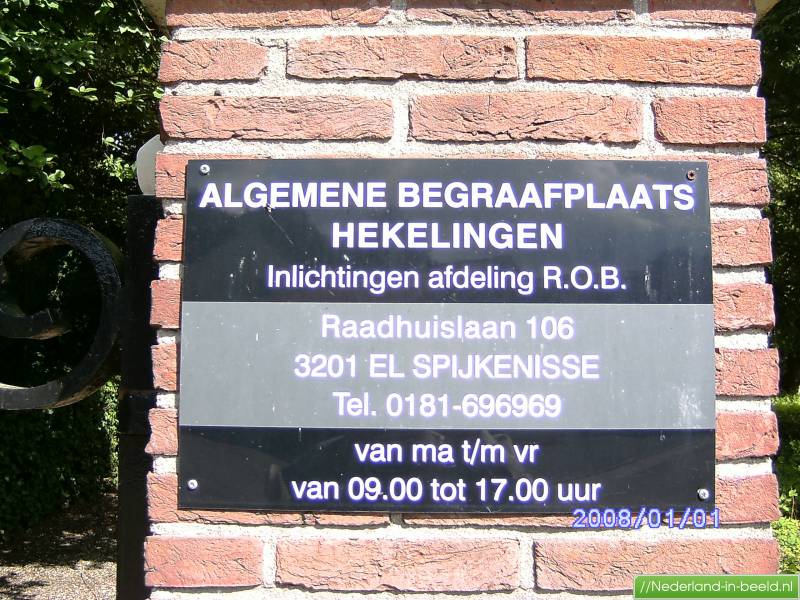 ALGEMENE BEGRAAFPLAATS
HEKELINGEN
Inlichtingen afdeling R.O.B.
Raadhuislaan 106
3201 EL SPIJKENISSE
Tel. 0181-696969
van ma t/m vr
van 09.00 tot 17.00 uur
2008/01/01
//Nederland-in-beeld.nl